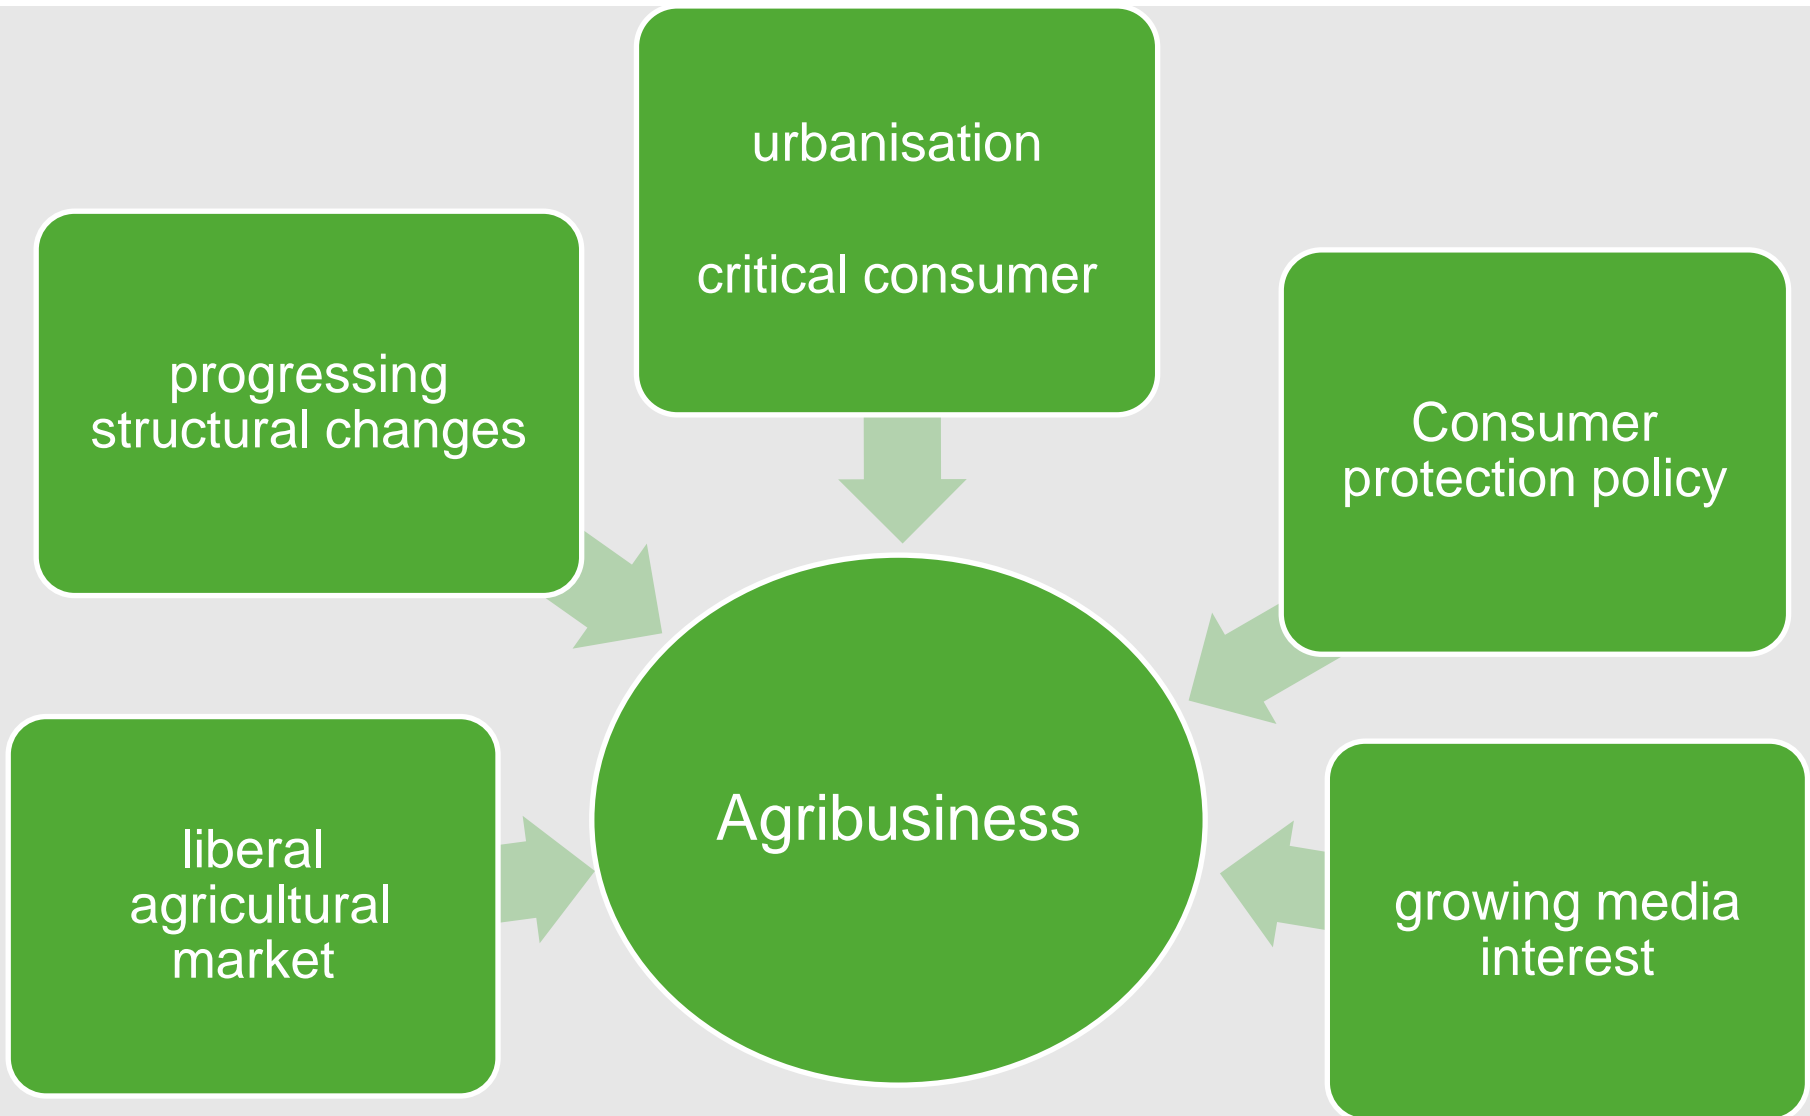 urbanisation
critical consumer
progressing
structural changes
Consumer
protection policy
liberal
agricultural
market
Agribusiness
growing media
interest